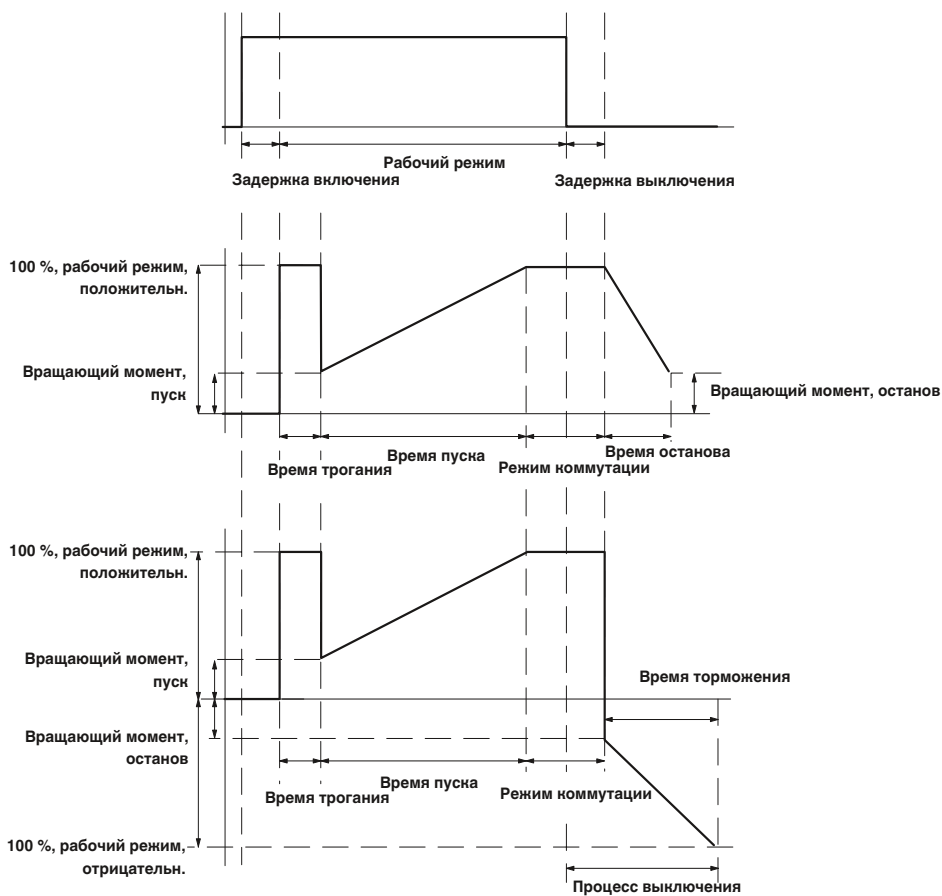 Рабочий режим
Задержка включения
Задержка выключения
100 %, рабочий режим,
положительн.
Вращающий момент,
пуск
Вращающий момент, останов
Время трогания
Время пуска
Режим коммутации
Время останова
100 %, рабочий режим,
положительн.
Вращающий момент,
пуск
Время торможения
Вращающий момент,
останов
Время трогания
Время пуска
Режим коммутации
100 %, рабочий режим,
отрицательн.
Процесс выключения